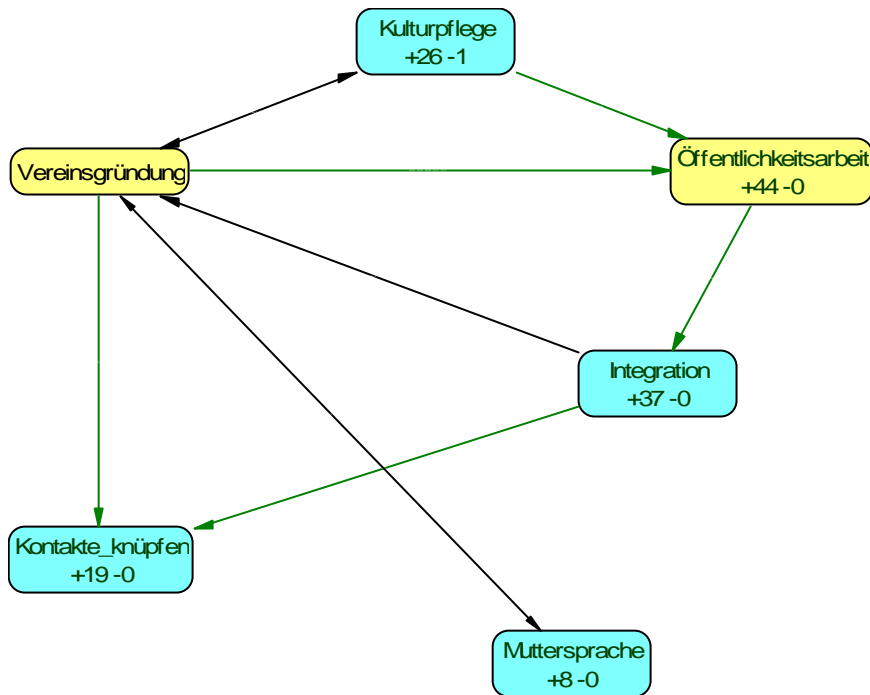 Kulturpflege
+26 -1
Vereinsgründung
Öffentlichkeitsarbeit
+44 -0
Integration
+37 -0
Kontakte_knüpfen
+19 -0
Muttersprache
+8 -0